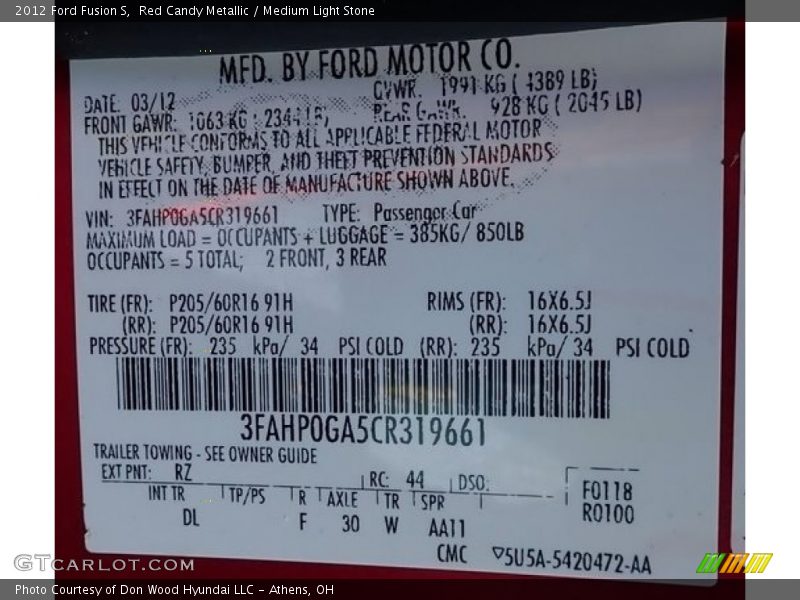 2012 Ford Fusion S, Red Candy Metallic / Medium Light Stone
MFD. BY FORD MOTOR CO.
DATE: 03/12 GVWR: 1991 KG ( 4389 LB)
FRONT GAWR: 1063 KG ( 2344 LB) REAR GAWR: 928 KG ( 2045 LB)
THIS VEHICLE CONFORMS TO ALL APPLICABLE FEDERAL MOTOR
VEHICLE SAFETY, BUMPER, AND THEFT PREVENTION STANDARDS
IN EFFECT ON THE DATE OF MANUFACTURE SHOWN ABOVE.
VIN: 3FAHP0GA5CR319661 TYPE: Passenger Car
MAXIMUM LOAD = OCCUPANTS + LUGGAGE = 385KG/ 850LB
OCCUPANTS = 5 TOTAL; 2 FRONT, 3 REAR
TIRE (FR): P205/60R16 91H RIMS (FR): 16X6.5J
(RR): P205/60R16 91H (RR): 16X6.5J
PRESSURE (FR): 235 kPa/ 34 PSI COLD (RR): 235 kPa/ 34 PSI COLD
3FAHP0GA5CR319661
TRAILER TOWING - SEE OWNER GUIDE
EXT PNT: RZ RC: 44 DSO: F0118
INT TR TP/PS R AXLE TR SPR R0100
DL F 30 W AA11
CMC ▽5U5A-5420472-AA
GTCARLOT.COM
Photo Courtesy of Don Wood Hyundai LLC - Athens, OH